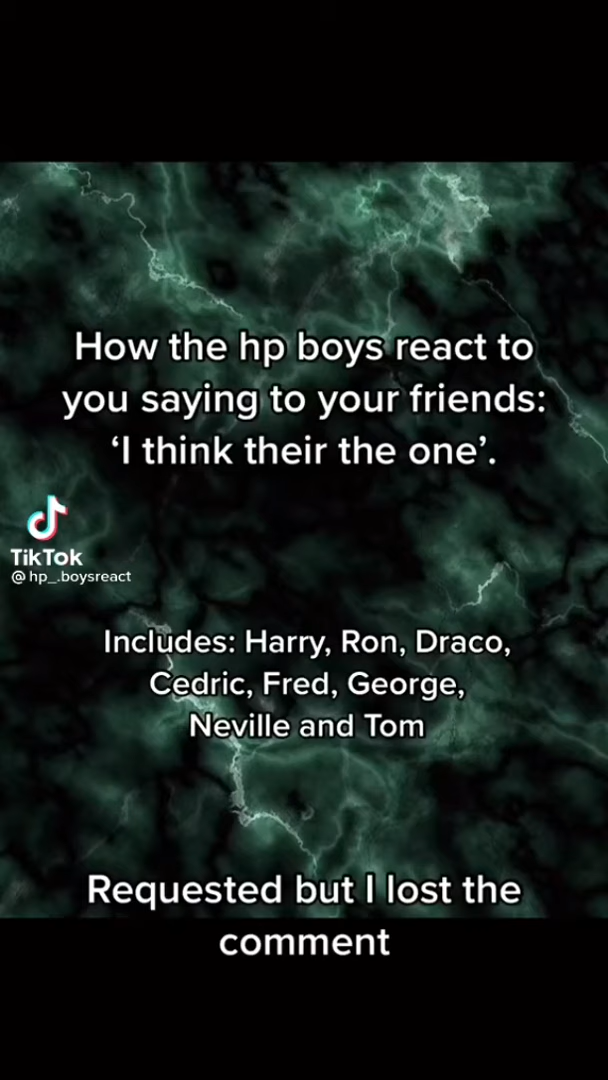 How the hp boys react to
you saying to your friends:
‘I think their the one’.
TikTok
@hp_.boysreact
Includes: Harry, Ron, Draco,
Cedric, Fred, George,
Neville and Tom
Requested but I lost the
comment